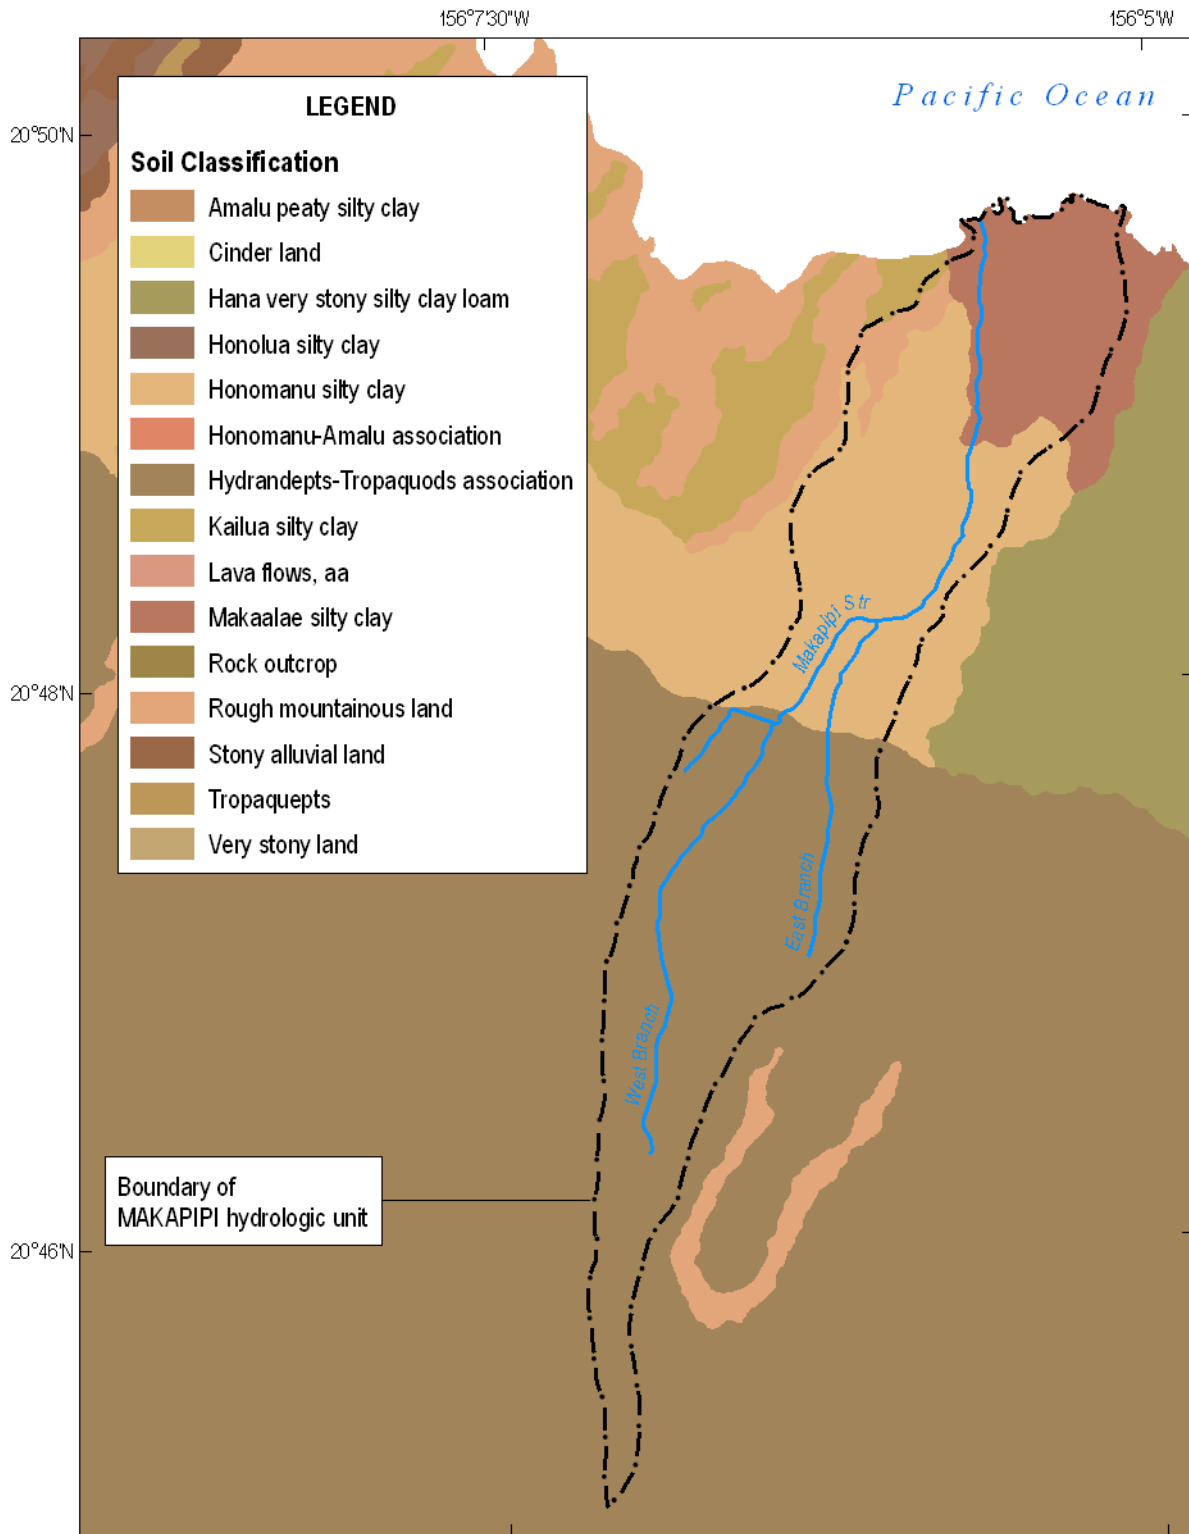 156°7'30"W
156°5'W
Pacific Ocean
20°50'N
LEGEND
Soil Classification
Amalu peaty silty clay
Cinder land
Hana very stony silty clay loam
Honolua silty clay
Honomanu silty clay
Honomanu-Amalu association
Hydrandepts-Tropaquods association
Kailua silty clay
Lava flows, aa
Makaalae silty clay
Rock outcrop
Rough mountainous land
Stony alluvial land
Tropaquepts
Very stony land
Makapipi Str
20°48'N
East Branch
West Branch
Boundary of
MAKAPIPI hydrologic unit
20°46'N